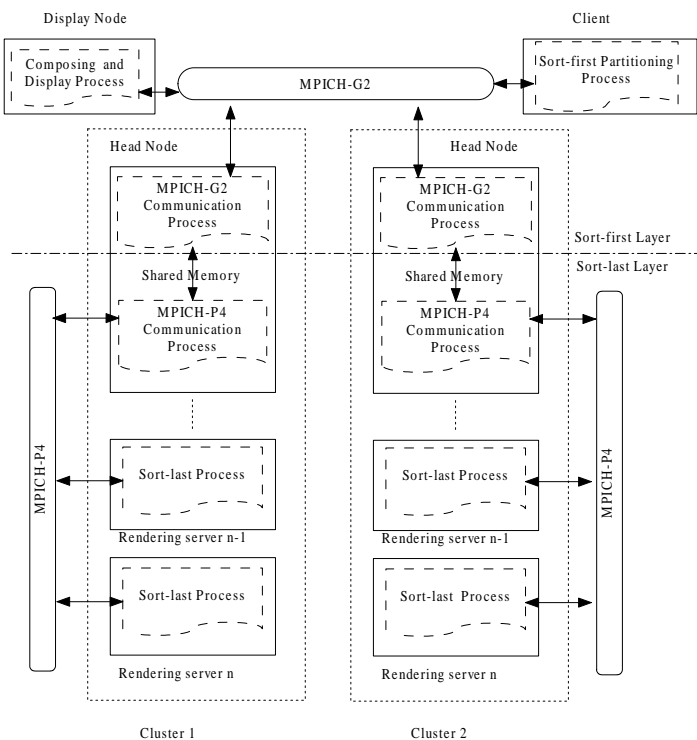 Display Node
Client
Composing and
Display Process
MPICH-G2
Sort-first Partitioning
Process
Head Node
Head Node
MPICH-G2
Communication
Process
MPICH-G2
Communication
Process
Sort-first Layer
Sort-last Layer
Shared Memory
Shared Memory
MPICH-P4
Communication
Process
MPICH-P4
Communication
Process
MPICH-P4
MPICH-P4
Sort-last Process
Sort-last Process
Rendering server n-1
Rendering server n-1
Sort-last Process
Sort-last Process
Rendering server n
Rendering server n
Cluster 1
Cluster 2